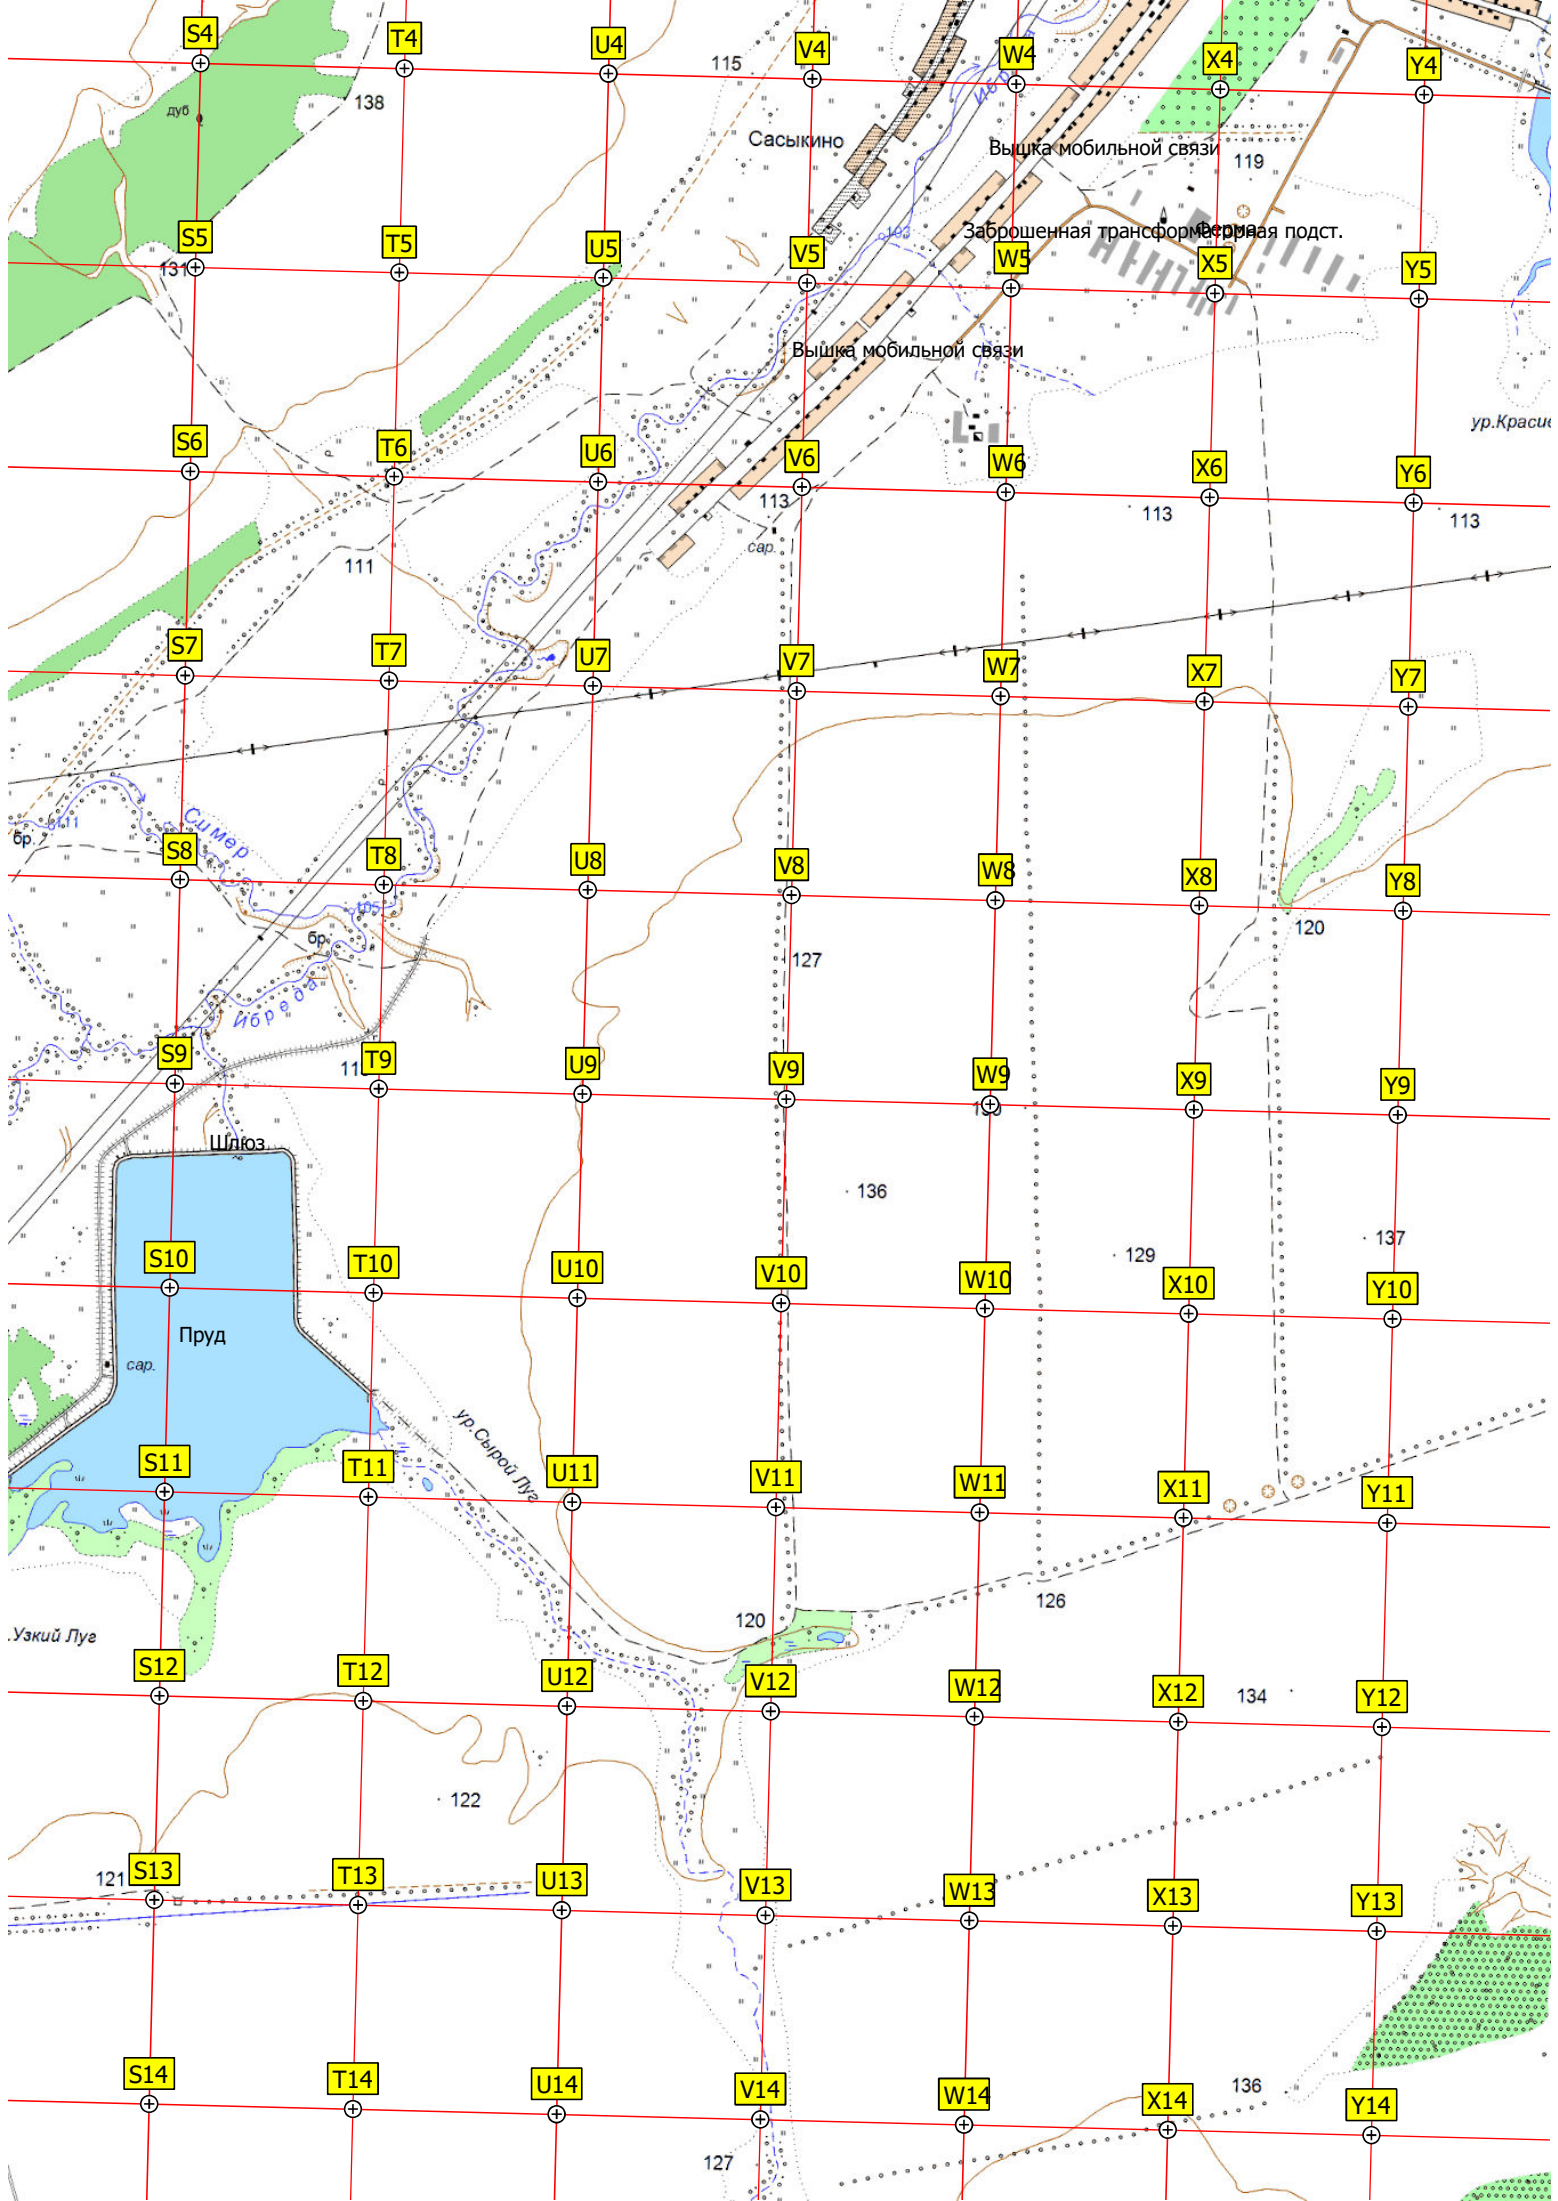 S4
T4
U4
V4
W4
X4
Y4
115
138
дуб
Сасыкино
Вышка мобильной связи
119
S5
T5
U5
V5
W5
X5
Y5
131
103
Заброшенная трансформаторная подст.
Ферма
Вышка мобильной связи
S6
T6
U6
V6
W6
X6
Y6
113
113
113
111
сар.
S7
T7
U7
V7
W7
X7
Y7
111
бр.
Симер
S8
T8
U8
V8
W8
X8
Y8
105
бр.
Ибреда
127
120
S9
T9
U9
V9
W9
X9
Y9
Шлюз
136
129
137
S10
T10
U10
V10
W10
X10
Y10
Пруд
сар.
ур.Сырой Луг
S11
T11
U11
V11
W11
X11
Y11
126
120
.Узкий Луг
S12
T12
U12
V12
W12
X12
Y12
134
122
121
S13
T13
U13
V13
W13
X13
Y13
S14
T14
U14
V14
W14
X14
Y14
136
127